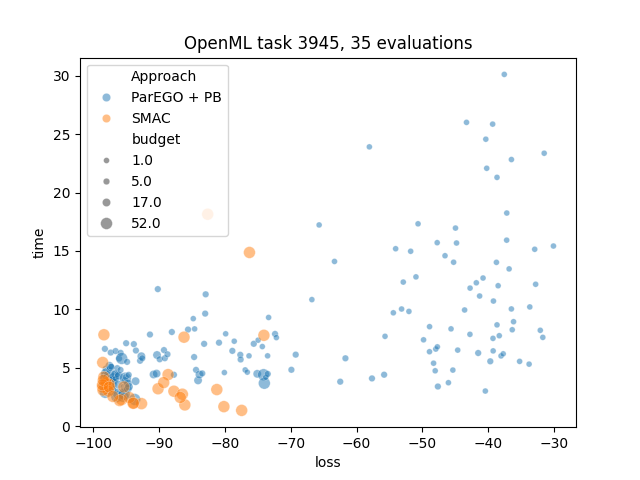 OpenML task 3945, 35 evaluations
Approach
ParEGO + PB
SMAC
budget
1.0
5.0
17.0
52.0
30
25
20
15
10
5
0
time
−100
−90
−80
−70
−60
−50
−40
−30
loss